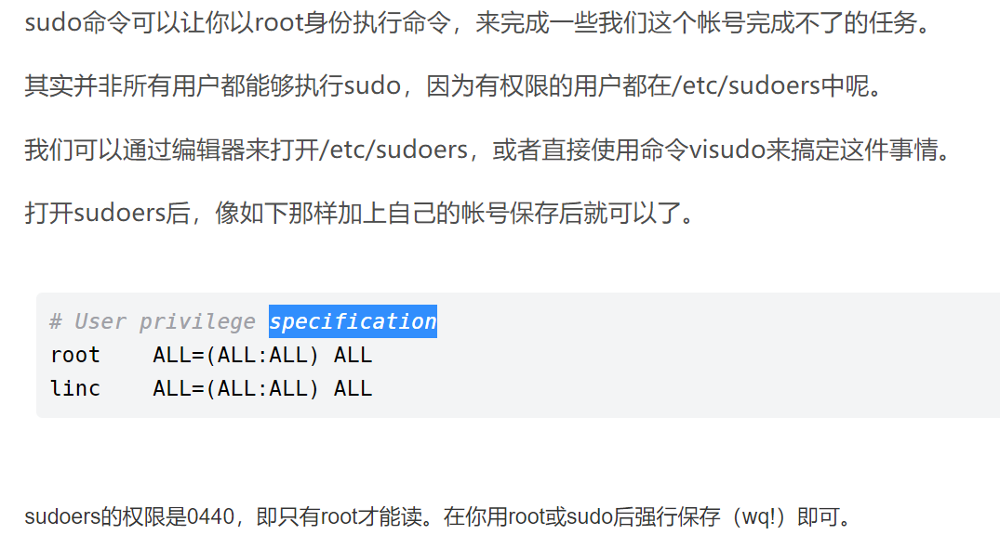 sudo命令可以让你以root身份执行命令，来完成一些我们这个帐号完成不了的任务。
其实并非所有用户都能够执行sudo，因为有权限的用户都在/etc/sudoers中呢。
我们可以通过编辑器来打开/etc/sudoers，或者直接使用命令visudo来搞定这件事情。
打开sudoers后，像如下那样加上自己的帐号保存后就可以了。
# User privilege specification
root    ALL=(ALL:ALL) ALL
linc    ALL=(ALL:ALL) ALL
sudoers的权限是0440，即只有root才能读。在你用root或sudo后强行保存（wq!）即可。